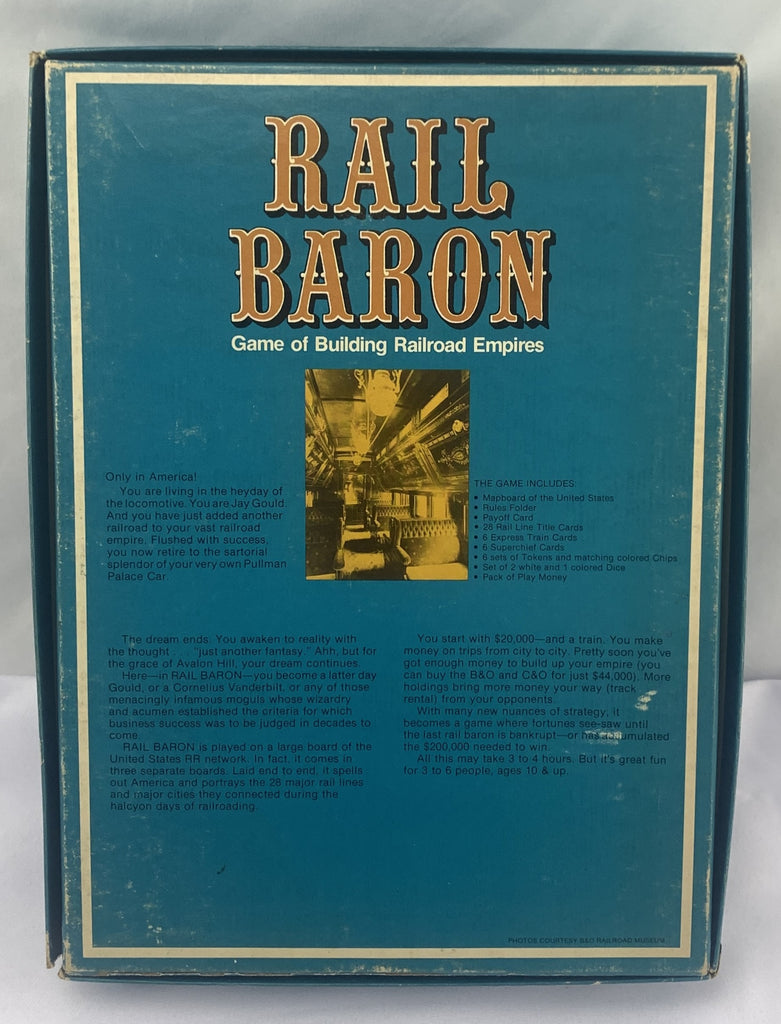 RAIL
BARON
Game of Building Railroad Empires
Only in America!
You are living in the heyday of
the locomotive. You are Jay Gould.
And you have just added another
railroad to your vast railroad
empire. Flushed with success,
you now retire to the sartorial
splendor of your very own Pullman
Palace Car.
THE GAME INCLUDES:
• Mapboard of the United States
• Rules Folder
• Payoff Card
• 28 Rail Line Title Cards
• 6 Express Train Cards
• 6 Superchief Cards
• 6 sets of Tokens and matching colored Chips
• Set of 2 white and 1 colored Dice
• Pack of Play Money
The dream ends. You awaken to reality with
the thought . . . "just another fantasy." Ahh, but for
the grace of Avalon Hill, your dream continues.
Here—in RAIL BARON—you become a latter day
Gould, or a Cornelius Vanderbilt, or any of those
menacingly infamous moguls whose wizardry
and acumen established the criteria for which
business success was to be judged in decades to
come.
RAIL BARON is played on a large board of the
United States RR network. In fact, it comes in
three separate boards. Laid end to end, it spells
out America and portrays the 28 major rail lines
and major cities they connected during the
halcyon days of railroading.
You start with $20,000—and a train. You make
money on trips from city to city. Pretty soon you've
got enough money to build up your empire (you
can buy the B&O and C&O for just $44,000). More
holdings bring more money your way (track
rental) from your opponents.
With many new nuances of strategy, it
becomes a game where fortunes see-saw until
the last rail baron is bankrupt—or has accumulated
the $200,000 needed to win.
All this may take 3 to 4 hours. But it's great fun
for 3 to 6 people, ages 10 & up.
PHOTOS COURTESY B&O RAILROAD MUSEUM